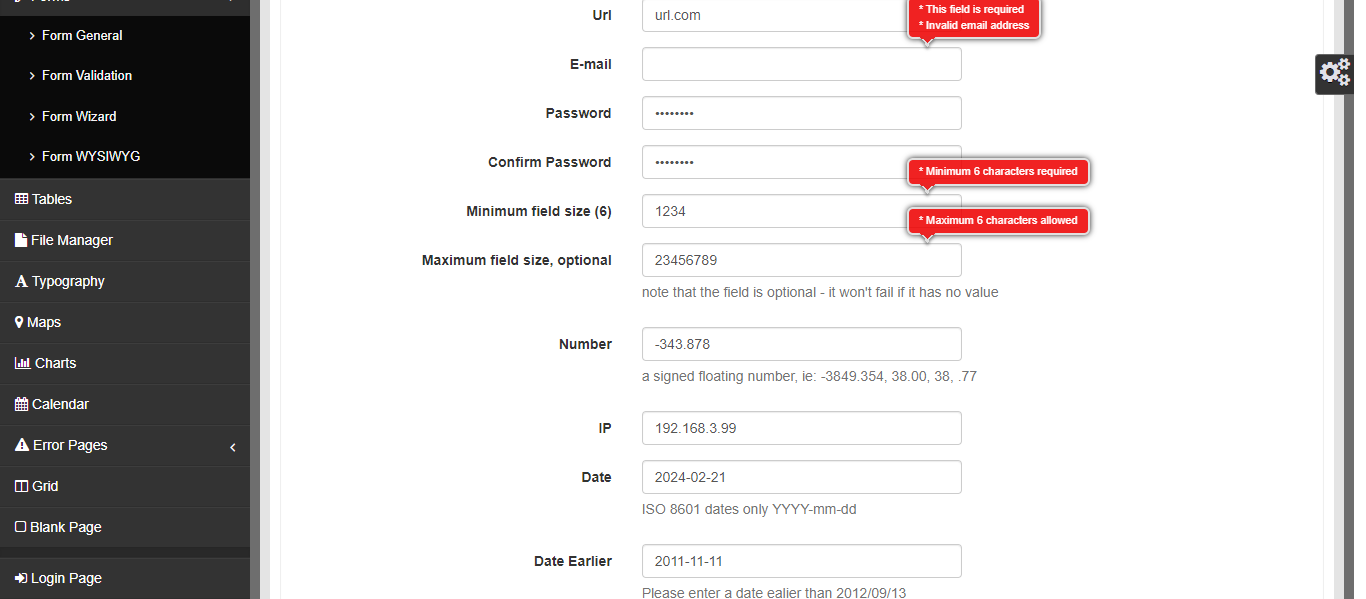 Forms
Form General
Form Validation
Form Wizard
Form WYSIWYG
Tables
File Manager
Typography
Maps
Charts
Calendar
Error Pages
Grid
Blank Page
Login Page
Url
url.com
* This field is required
* Invalid email address
E-mail
Password
••••••••
Confirm Password
••••••••
* Minimum 6 characters required
Minimum field size (6)
1234
* Maximum 6 characters allowed
Maximum field size, optional
23456789
note that the field is optional - it won't fail if it has no value
Number
-343.878
a signed floating number, ie: -3849.354, 38.00, 38, .77
IP
192.168.3.99
Date
2024-02-21
ISO 8601 dates only YYYY-mm-dd
Date Earlier
2011-11-11
Please enter a date ealier than 2012/09/13